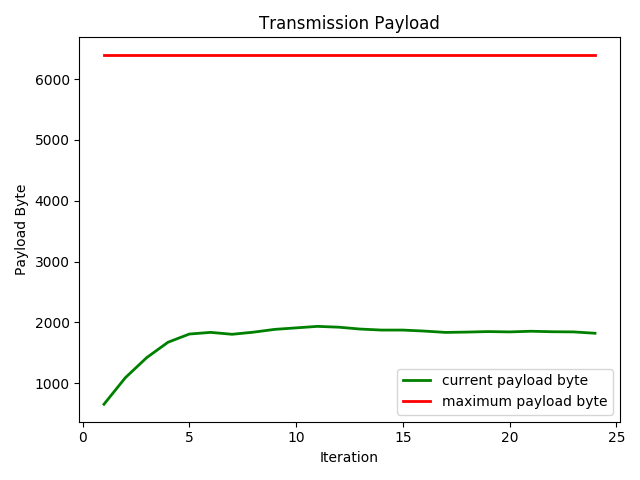 Transmission Payload
6000
5000
4000
3000
2000
1000
Payload Byte
0
5
10
15
20
25
Iteration
current payload byte
maximum payload byte